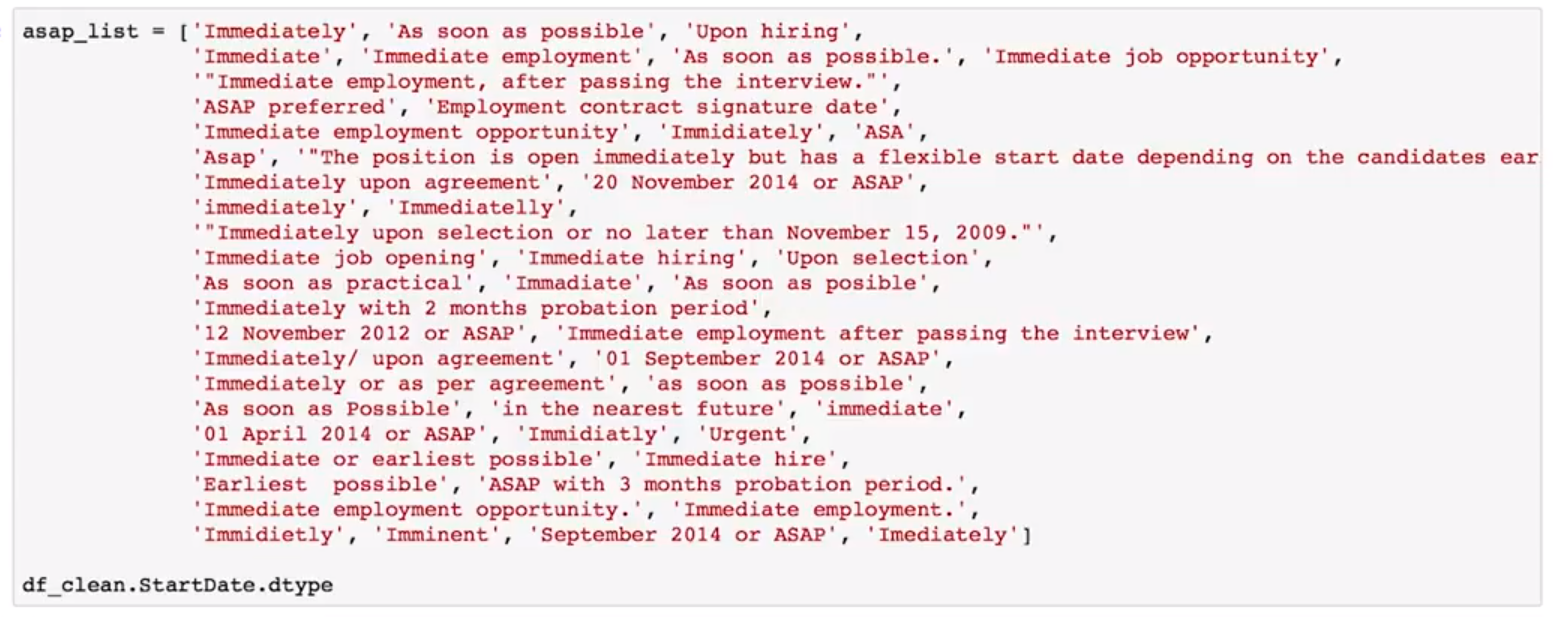 asap_list = ['Immediately', 'As soon as possible', 'Upon hiring',
'Immediate', 'Immediate employment', 'As soon as possible.', 'Immediate job opportunity',
'"Immediate employment, after passing the interview."',
'ASAP preferred', 'Employment contract signature date',
'Immediate employment opportunity', 'Immidiately', 'ASA',
'Asap', '"The position is open immediately but has a flexible start date depending on the candidates ear
'Immediately upon agreement', '20 November 2014 or ASAP',
'immediately', 'Immediatelly',
'"Immediately upon selection or no later than November 15, 2009."',
'Immediate job opening', 'Immediate hiring', 'Upon selection',
'As soon as practical', 'Immadiate', 'As soon as posible',
'Immediately with 2 months probation period',
'12 November 2012 or ASAP', 'Immediate employment after passing the interview',
'Immediately/ upon agreement', '01 September 2014 or ASAP',
'Immediately or as per agreement', 'as soon as possible',
'As soon as Possible', 'in the nearest future', 'immediate',
'01 April 2014 or ASAP', 'Immidiatly', 'Urgent',
'Immediate or earliest possible', 'Immediate hire',
'Earliest  possible', 'ASAP with 3 months probation period.',
'Immediate employment opportunity.', 'Immediate employment.',
'Immidietly', 'Imminent', 'September 2014 or ASAP', 'Imediately']
df_clean.StartDate.dtype